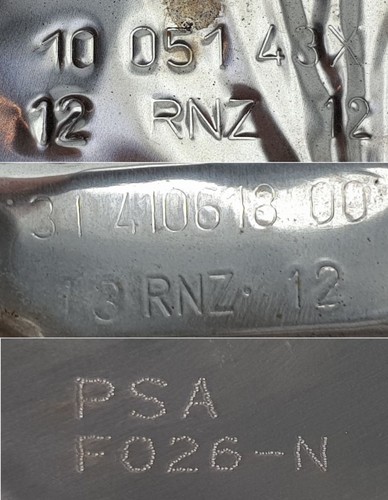 10 051 43X
12 RNZ 12
31 410618 00
13 RNZ· 12
PSA
F026-N